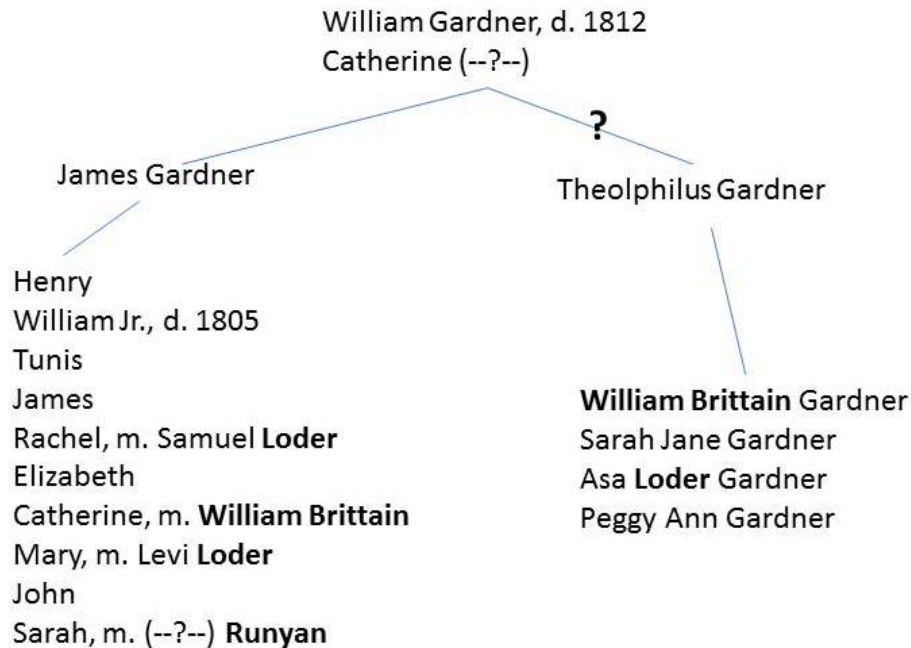 William Gardner, d. 1812
Catherine (--?--)
?
James Gardner
Theolphilus Gardner
Henry
William Jr., d. 1805
Tunis
James
Rachel, m. Samuel Loder
Elizabeth
Catherine, m. William Brittain
Mary, m. Levi Loder
John
Sarah, m. (--?--) Runyan
William Brittain Gardner
Sarah Jane Gardner
Asa Loder Gardner
Peggy Ann Gardner